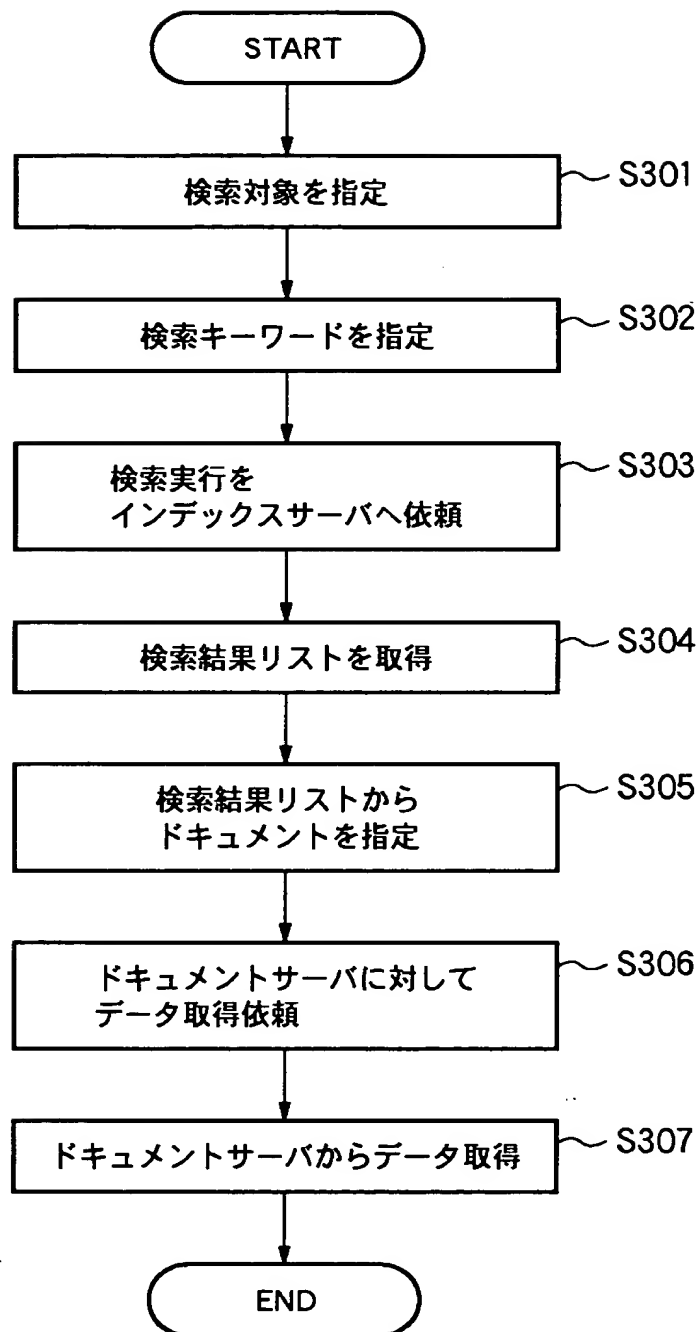 START
検索対象を指定
S301
検索キーワードを指定
S302
検索実行を
インデックスサーバへ依頼
S303
検索結果リストを取得
S304
検索結果リストから
ドキュメントを指定
S305
ドキュメントサーバに対して
データ取得依頼
S306
ドキュメントサーバからデータ取得
S307
END